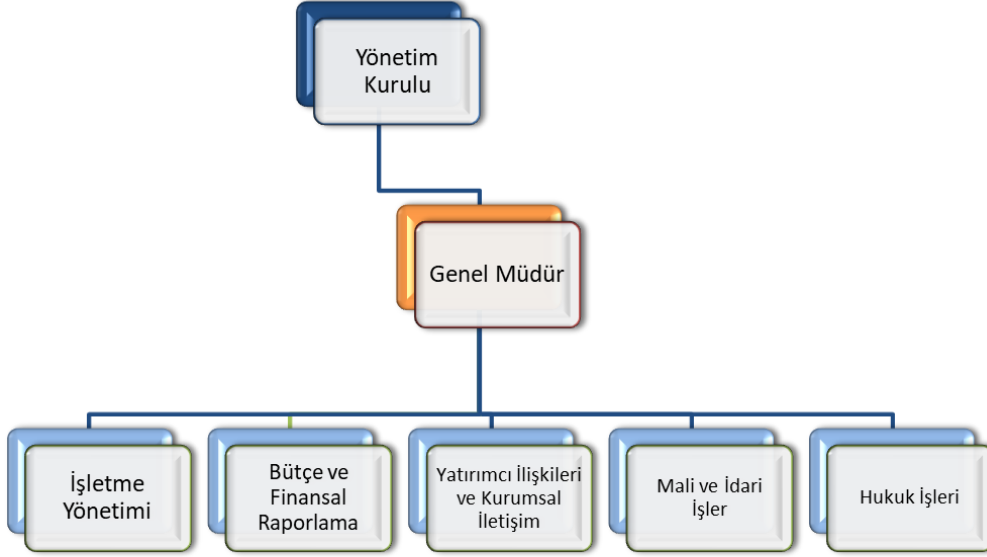 Yönetim
Kurulu
Genel Müdür
İşletme
Yönetimi
Bütçe ve
Finansal
Raporlama
Yatırımcı İlişkileri
ve Kurumsal
İletişim
Mali ve İdari
İşler
Hukuk İşleri